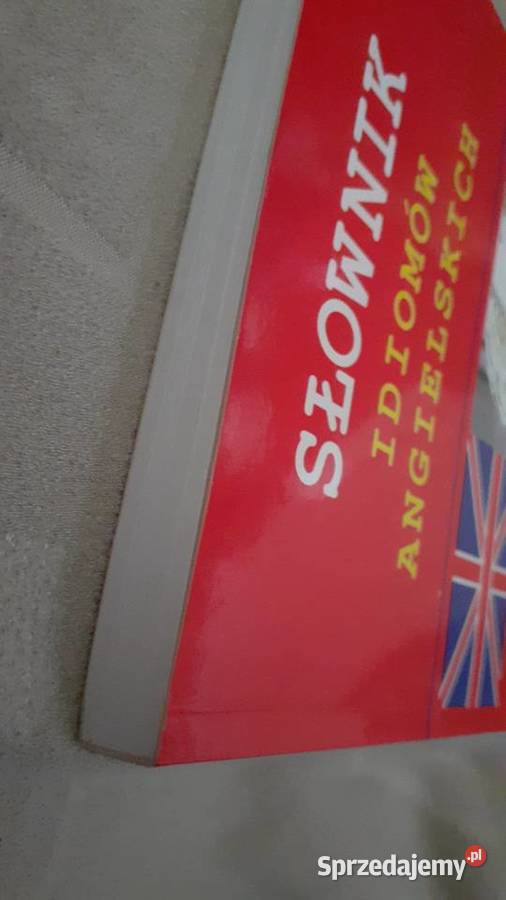 SŁOWNIK
IDIOMÓW
ANGIELSKICH
Sprzedajemy.pl